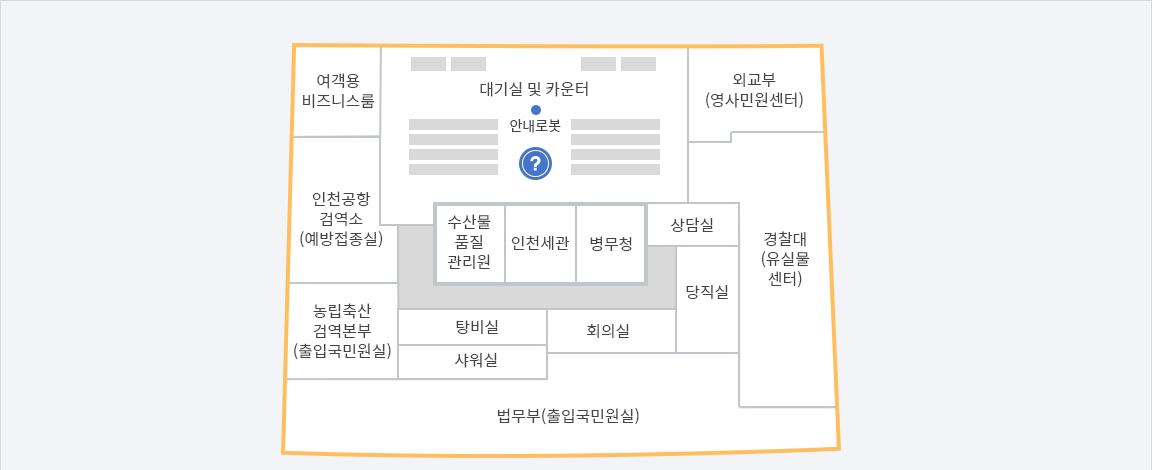 여객용
비즈니스룸
대기실 및 카운터
외교부
(영사민원센터)
안내로봇
?
인천공항
검역소
(예방접종실)
수산물
품질
관리원
인천세관
병무청
상담실
경찰대
(유실물
센터)
당직실
농립축산
검역본부
(출입국민원실)
탕비실
회의실
샤워실
법무부(출입국민원실)